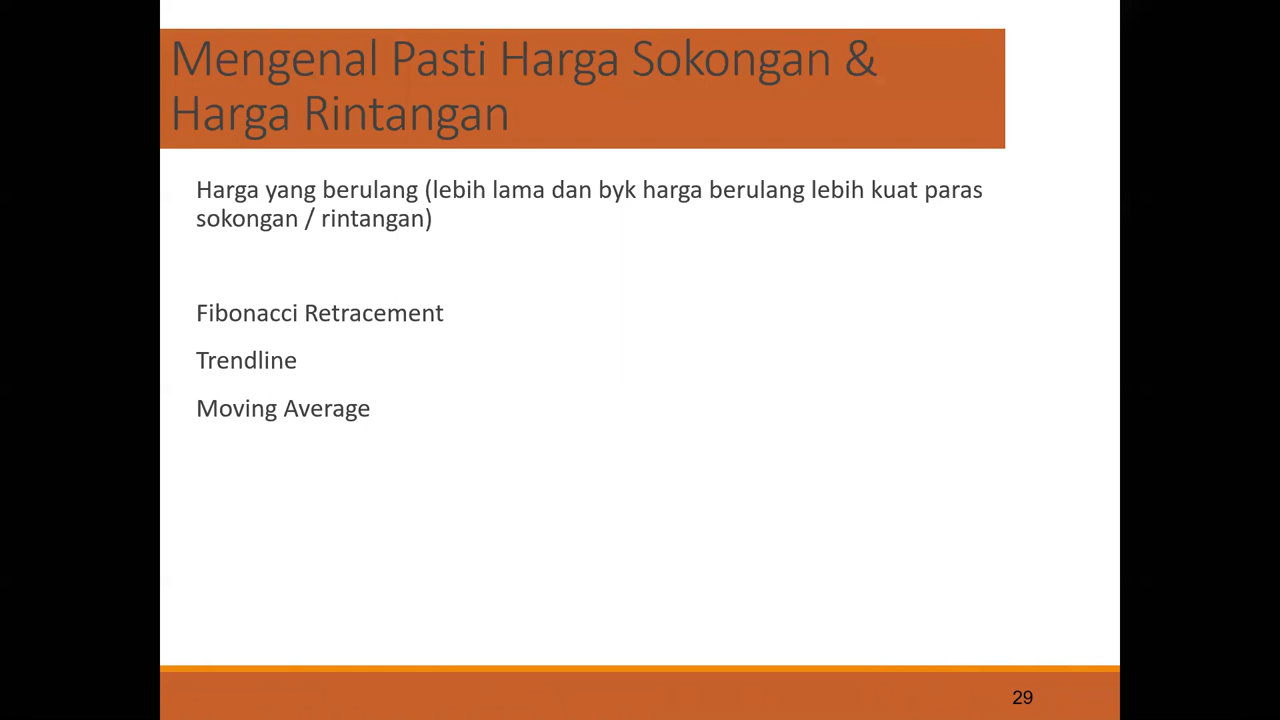 Mengenal Pasti Harga Sokongan &
Harga Rintangan
Harga yang berulang (lebih lama dan byk harga berulang lebih kuat paras
sokongan / rintangan)
Fibonacci Retracement
Trendline
Moving Average
29